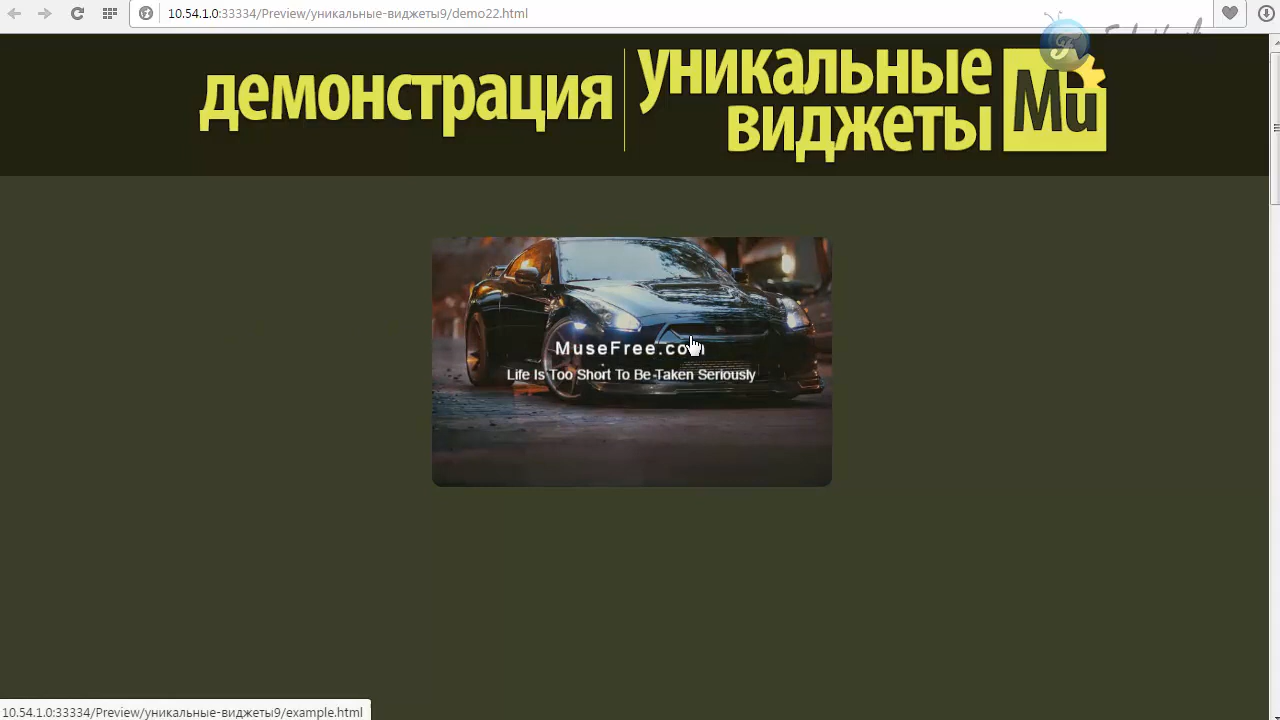 10.54.1.0:33334/Preview/уникальные-виджеты9/demo22.html
демонстрация
уникальные
виджеты
Mu
MuseFree.com
Life Is Too Short To Be Taken Seriously
10.54.1.0:33334/Preview/уникальные-виджеты9/example.html